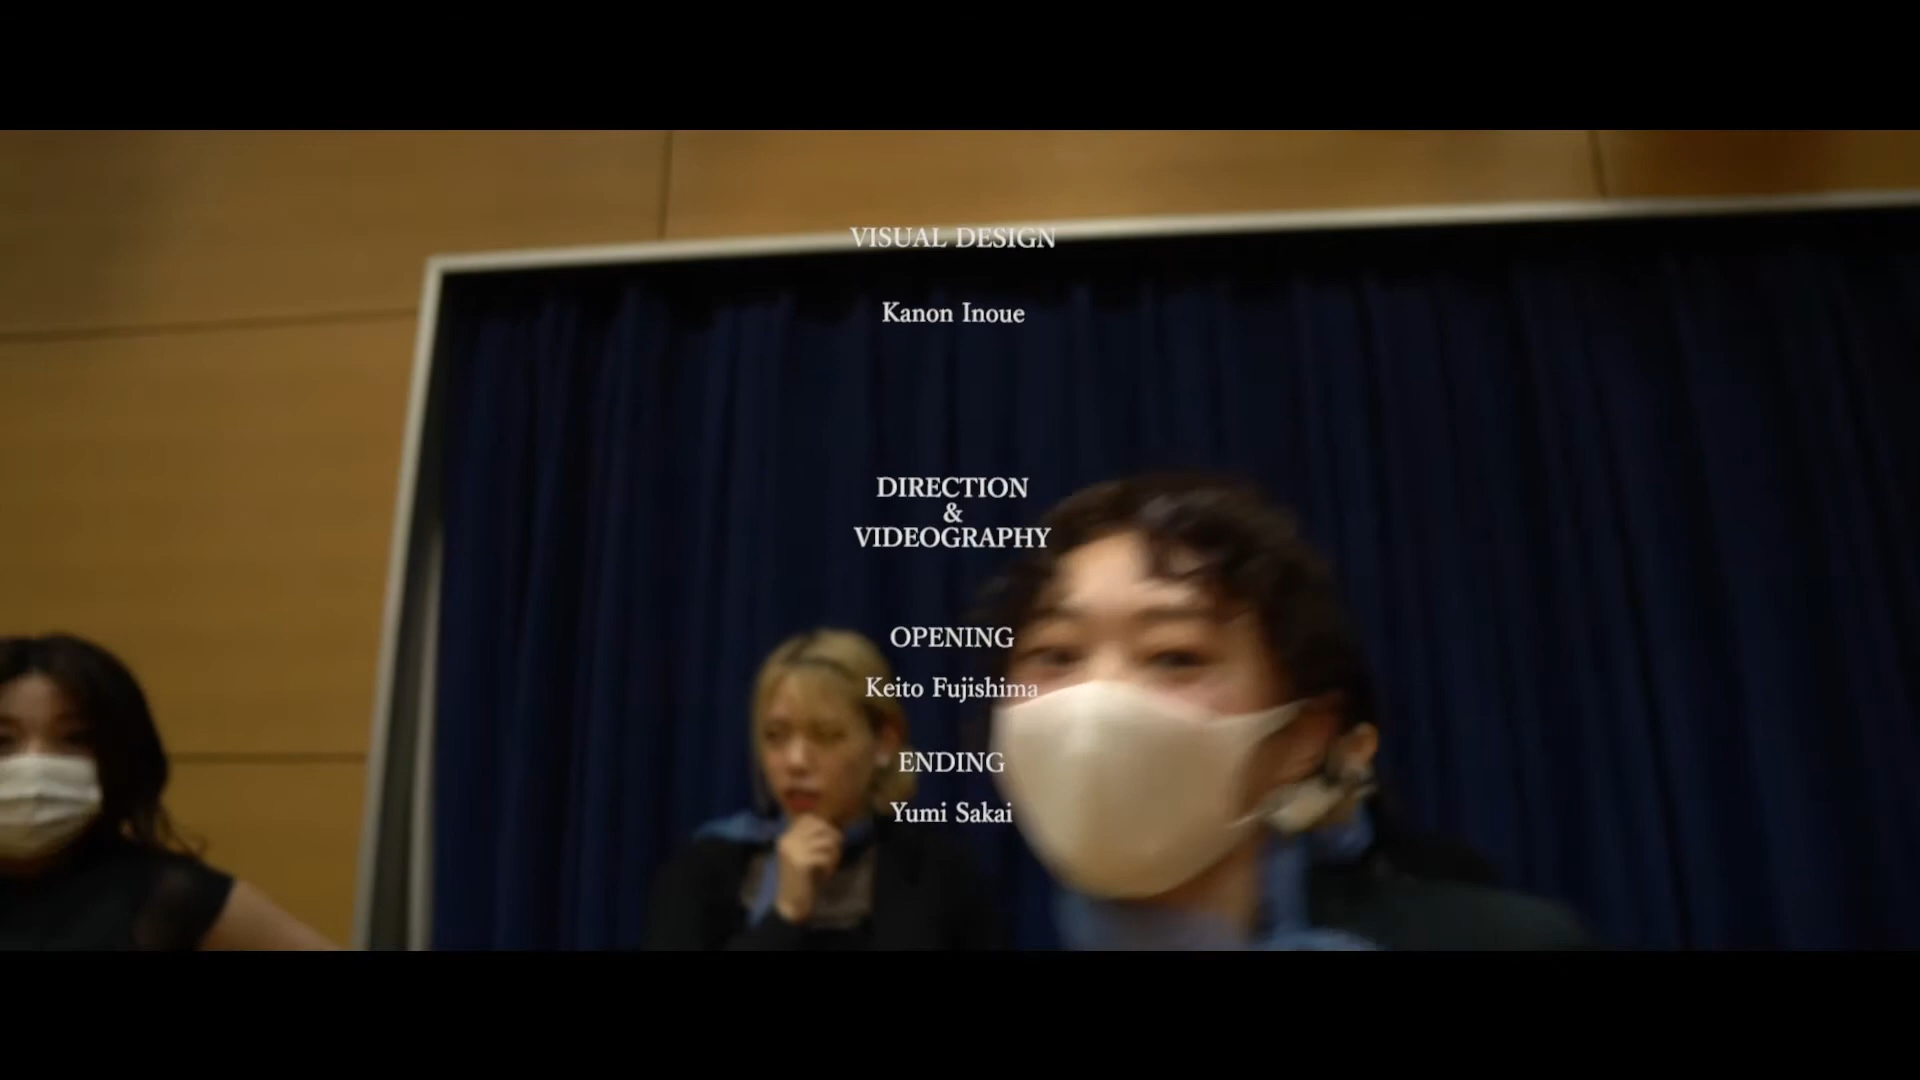 VISUAL DESIGN
Kanon Inoue
DIRECTION
&
VIDEOGRAPHY
OPENING
Keito Fujishima
ENDING
Yumi Sakai